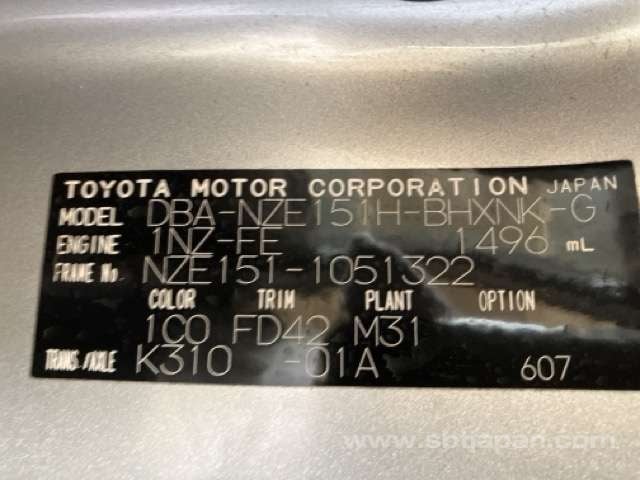 TOYOTA MOTOR CORPORATION JAPAN
MODEL DBA-NZE151H-BHXNK-G
ENGINE 1NZ-FE 1496 mL
FRAME No. NZE151-1051322
COLOR TRIM PLANT OPTION
1C0 FD42 M31
TRANS./AXLE K310 -01A 607
www.sbtjapan.com